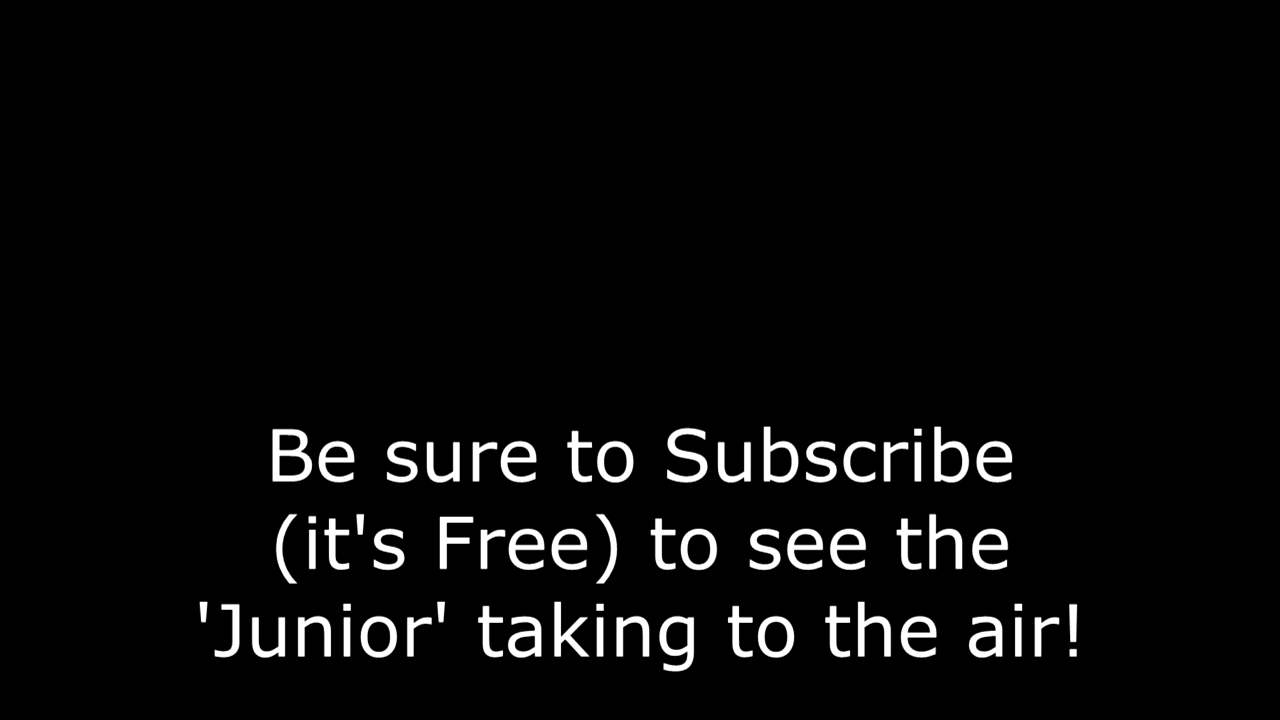 Be sure to Subscribe
(it's Free) to see the
'Junior' taking to the air!